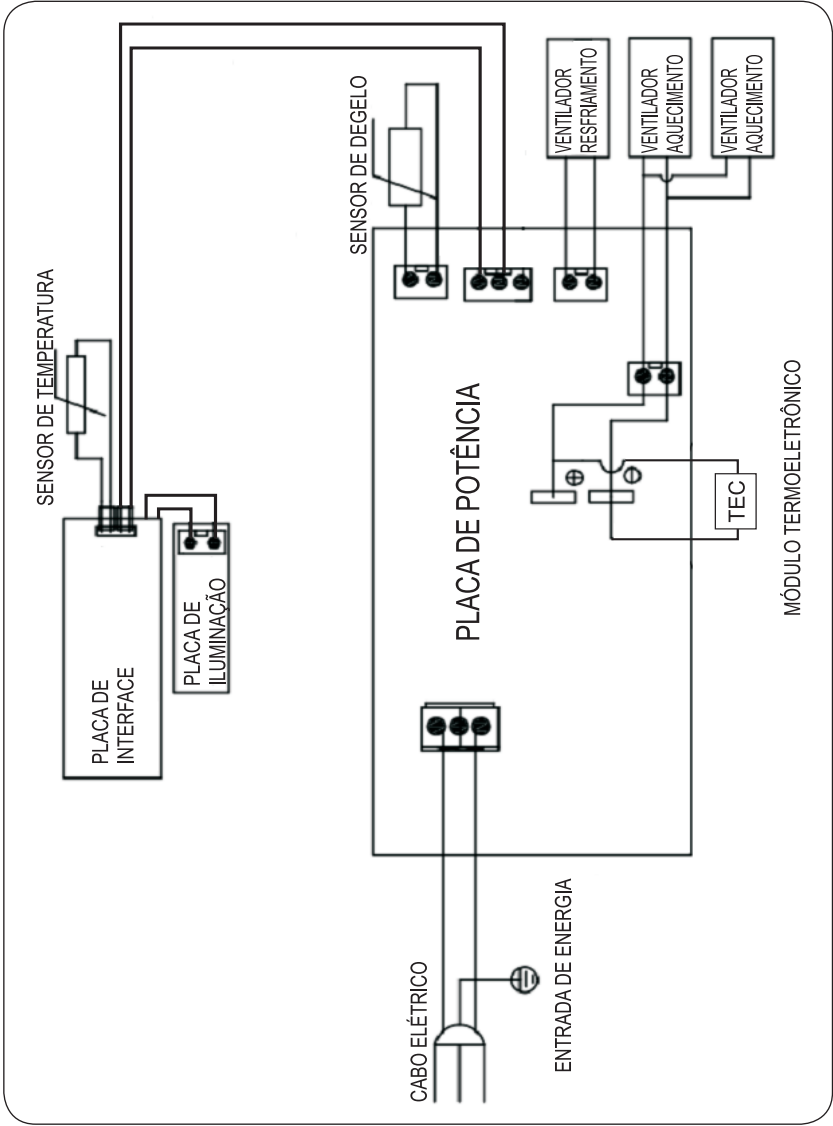 SENSOR DE TEMPERATURA
PLACA DE
INTERFACE
PLACA DE
ILUMINAÇÃO
SENSOR DE DEGELO
PLACA DE POTÊNCIA
VENTILADOR
RESFRIAMENTO
VENTILADOR
AQUECIMENTO
VENTILADOR
AQUECIMENTO
CABO ELÉTRICO
ENTRADA DE ENERGIA
TEC
MÓDULO TERMOELETRÔNICO